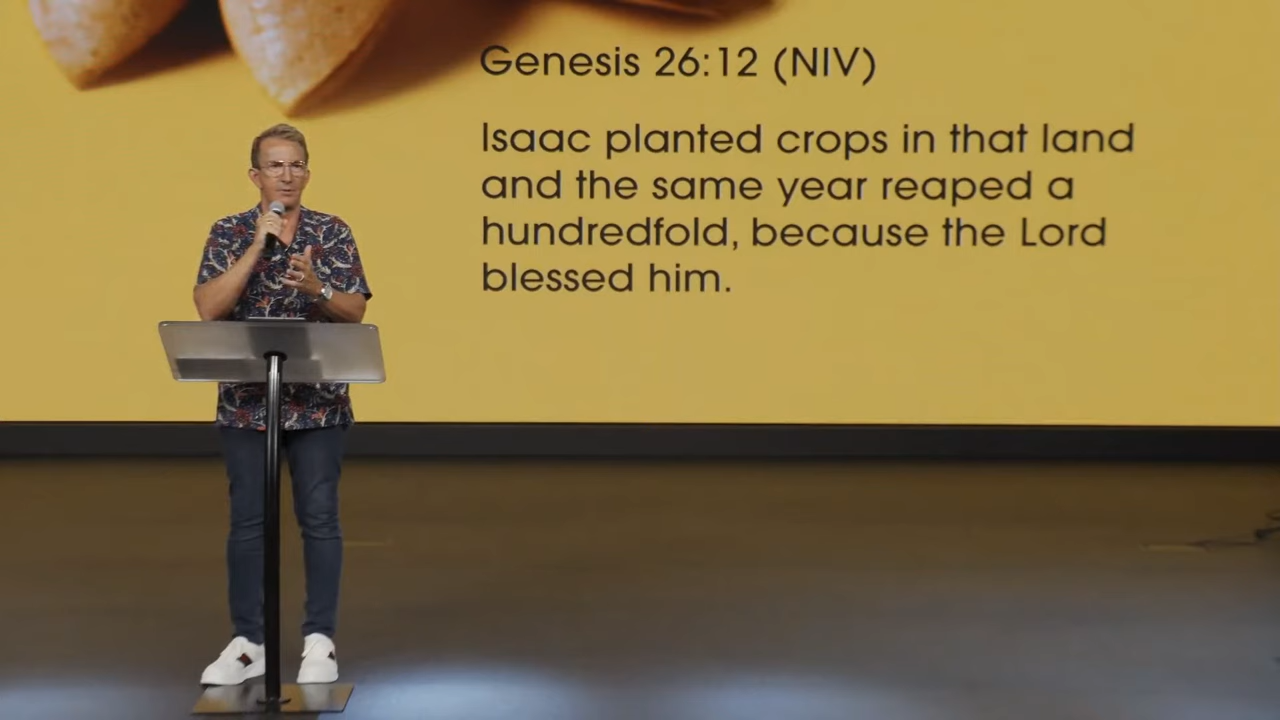 Genesis 26:12 (NIV)
Isaac planted crops in that land
and the same year reaped a
hundredfold, because the Lord
blessed him.